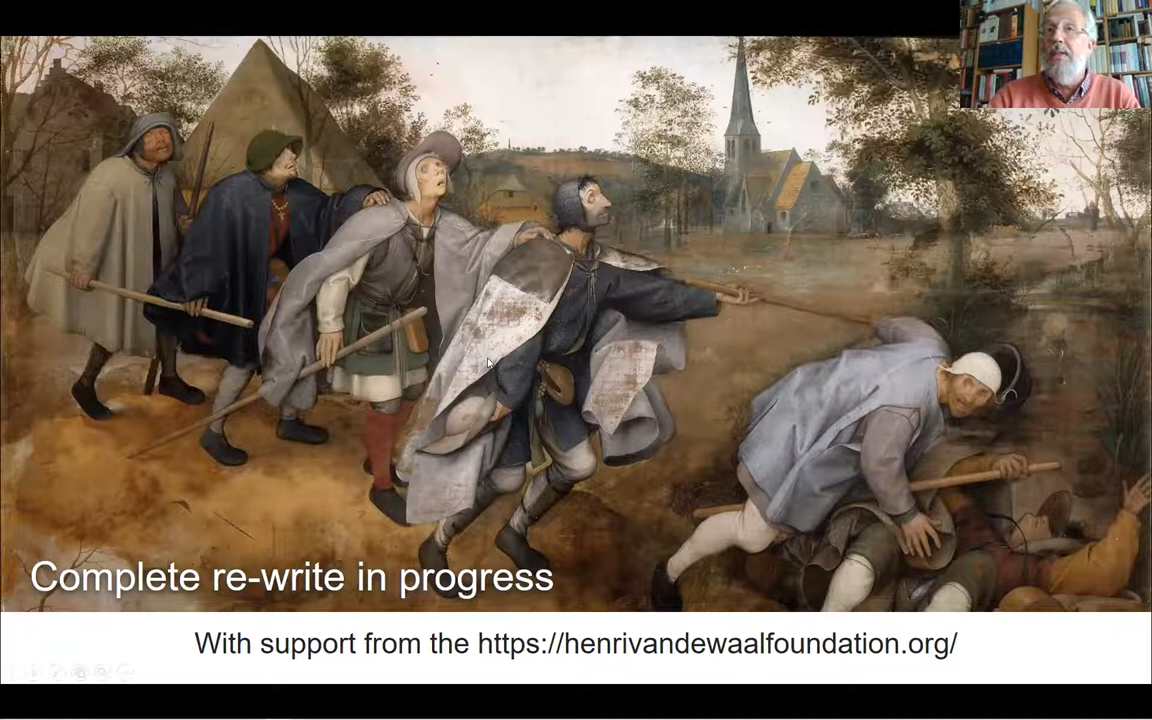 Complete re-write in progress
With support from the https://henrivandewaalfoundation.org/